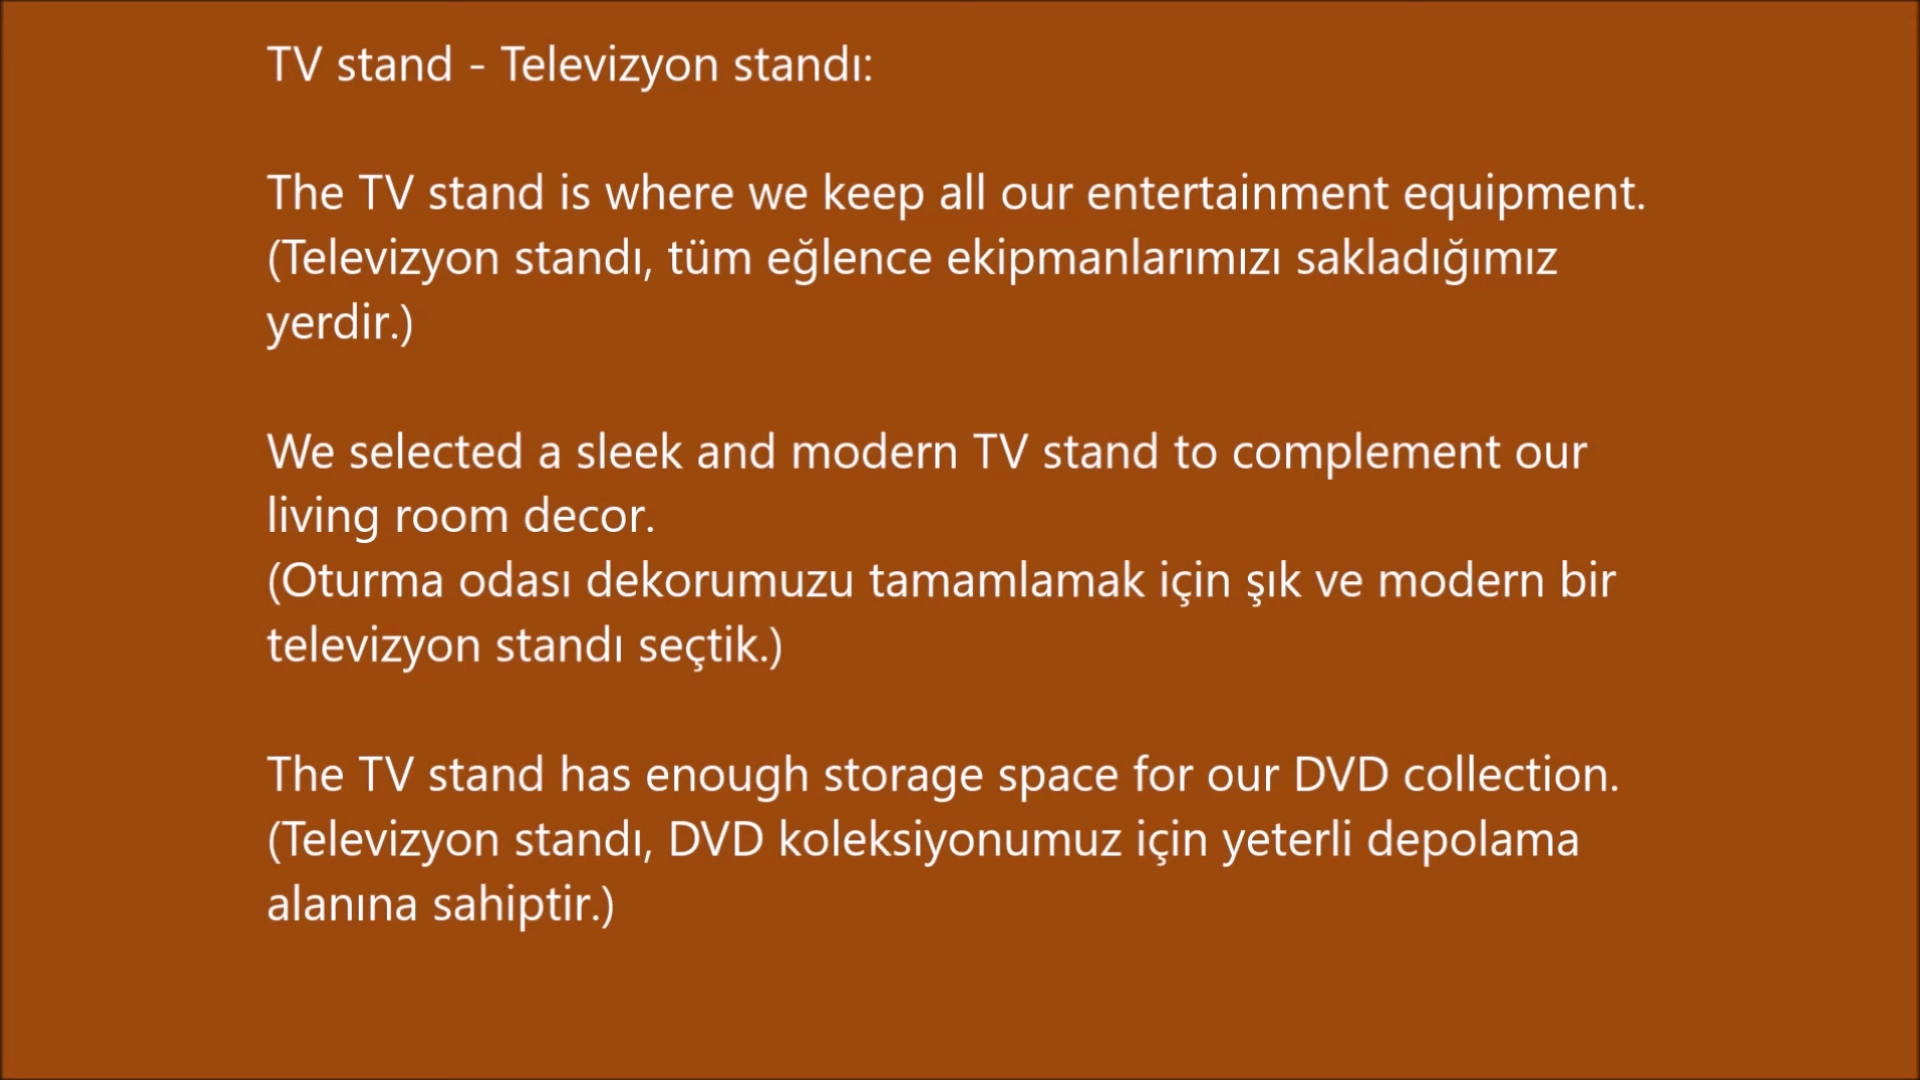 TV stand - Televizyon standı:
The TV stand is where we keep all our entertainment equipment.
(Televizyon standı, tüm eğlence ekipmanlarımızı sakladığımız
yerdir.)
We selected a sleek and modern TV stand to complement our
living room decor.
(Oturma odası dekorumuzu tamamlamak için şık ve modern bir
televizyon standı seçtik.)
The TV stand has enough storage space for our DVD collection.
(Televizyon standı, DVD koleksiyonumuz için yeterli depolama
alanına sahiptir.)